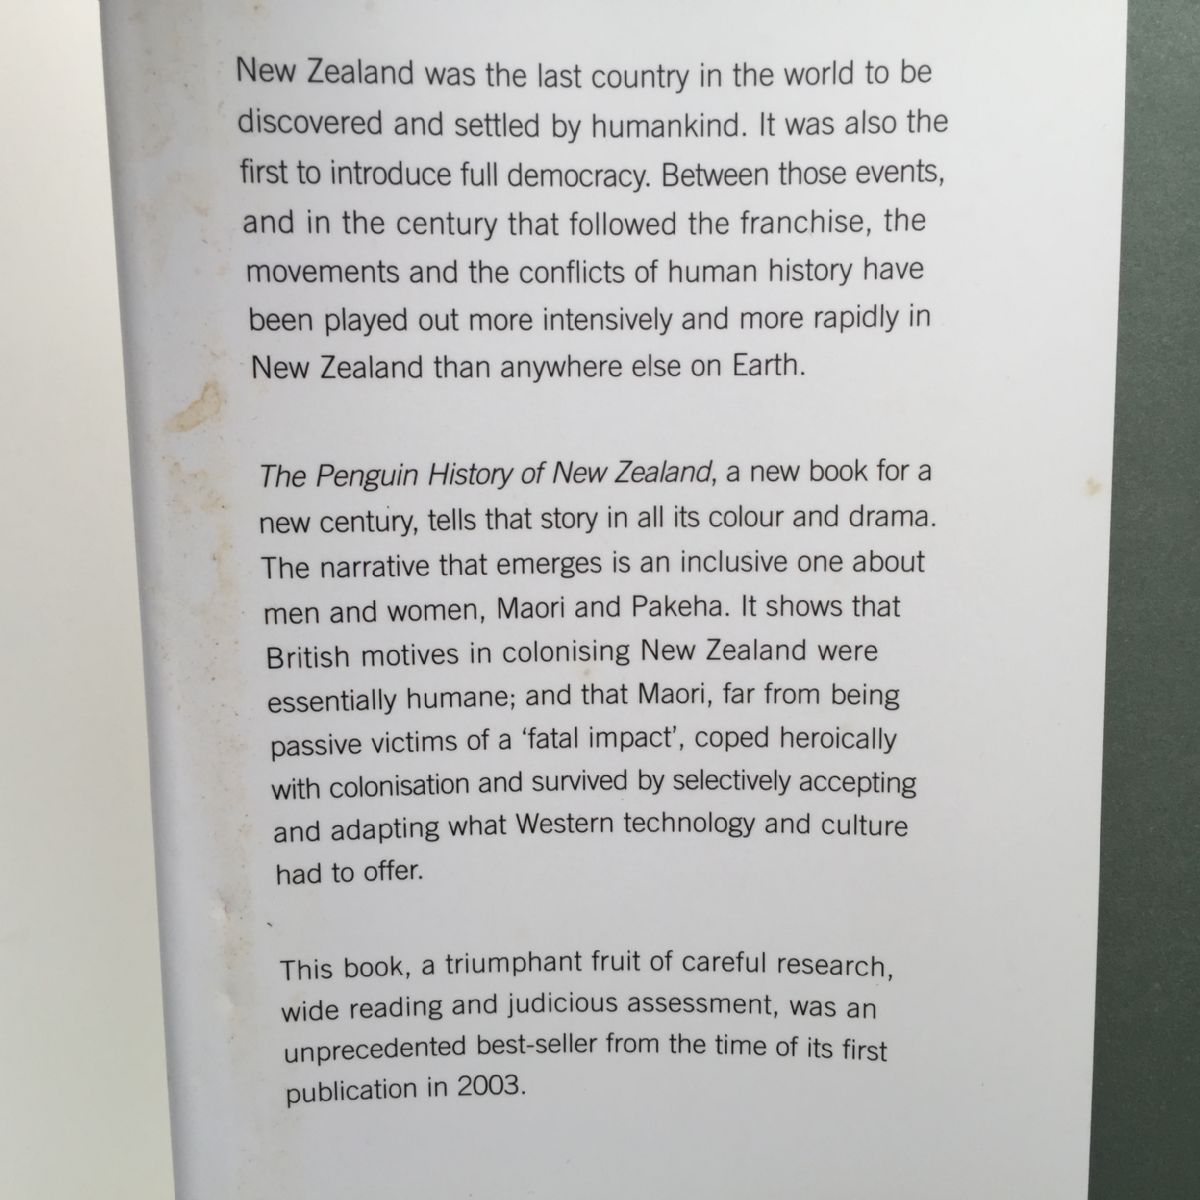 New Zealand was the last country in the world to be
discovered and settled by humankind. It was also the
first to introduce full democracy. Between those events,
and in the century that followed the franchise, the
movements and the conflicts of human history have
been played out more intensively and more rapidly in
New Zealand than anywhere else on Earth.
The Penguin History of New Zealand, a new book for a
new century, tells that story in all its colour and drama.
The narrative that emerges is an inclusive one about
men and women, Maori and Pakeha. It shows that
British motives in colonising New Zealand were
essentially humane; and that Maori, far from being
passive victims of a ‘fatal impact’, coped heroically
with colonisation and survived by selectively accepting
and adapting what Western technology and culture
had to offer.
This book, a triumphant fruit of careful research,
wide reading and judicious assessment, was an
unprecedented best-seller from the time of its first
publication in 2003.